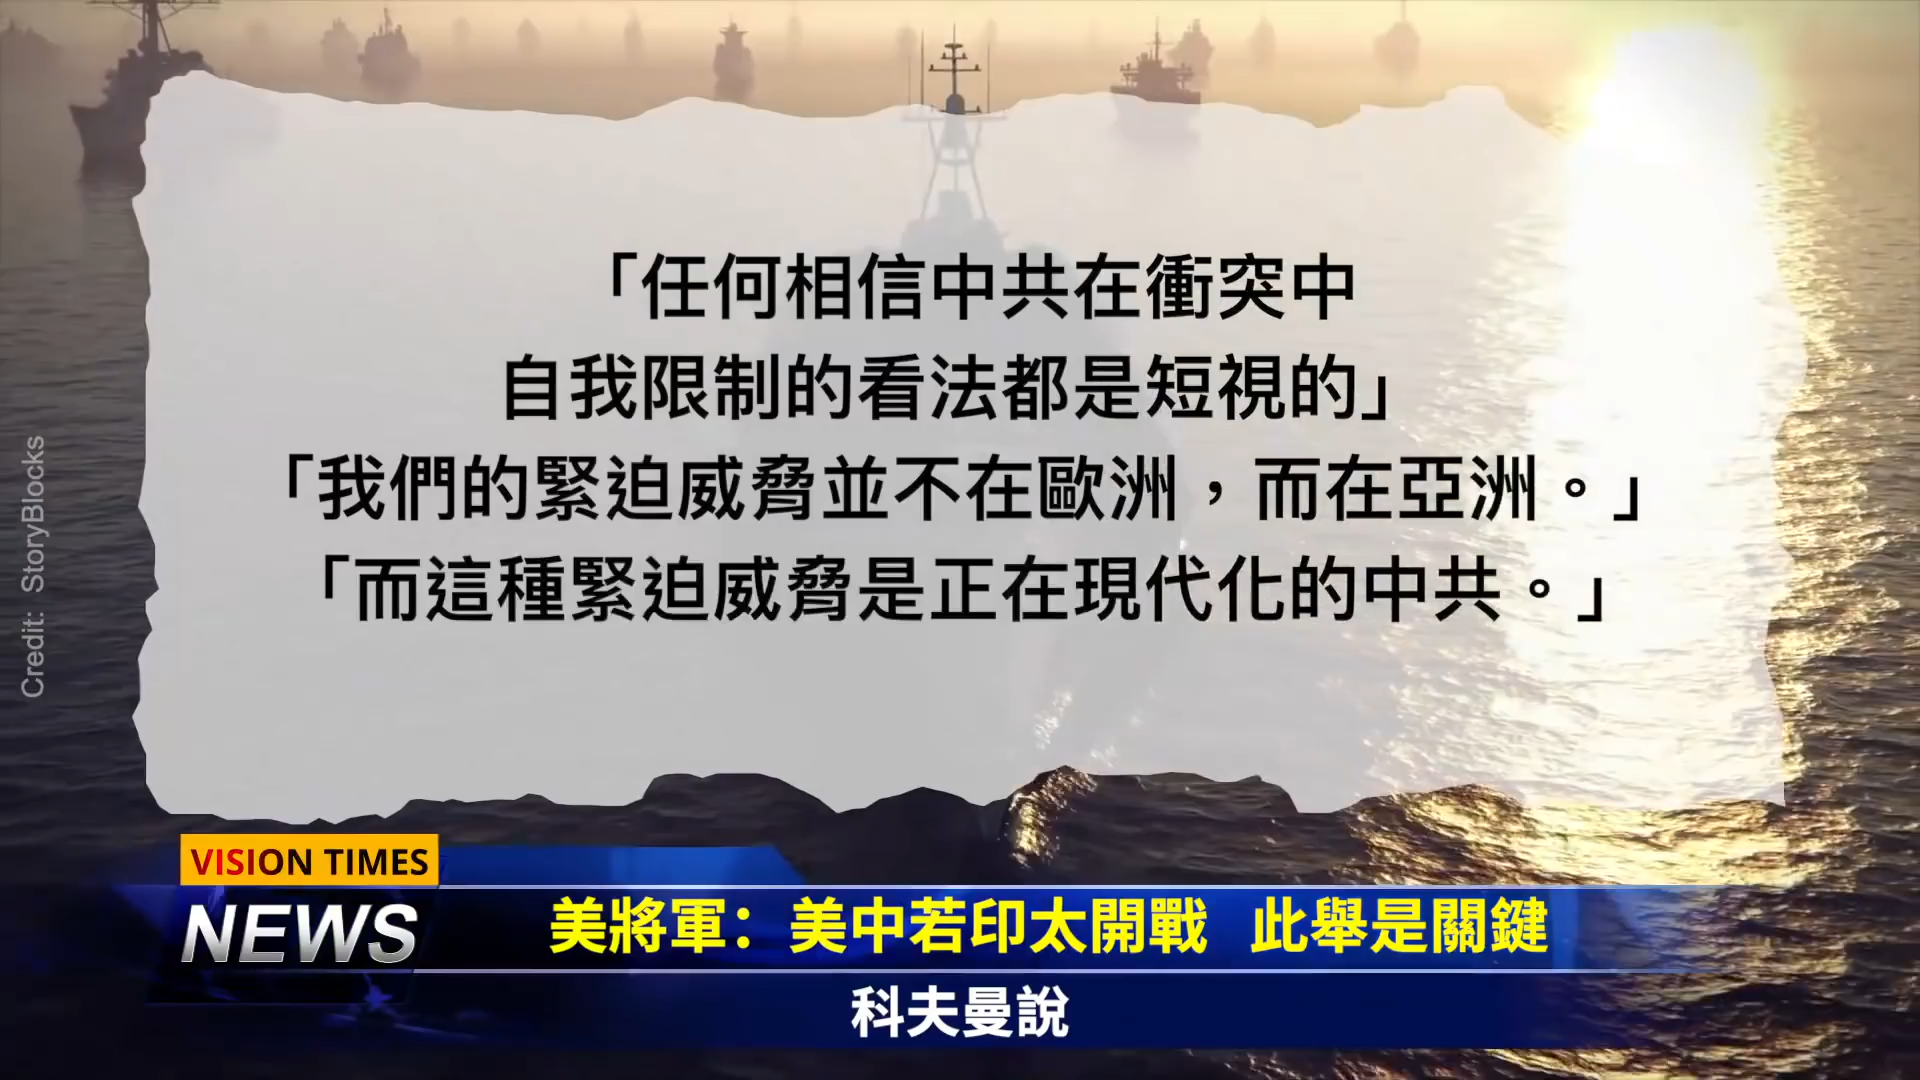 「任何相信中共在衝突中
自我限制的看法都是短視的」
「我們的緊迫威脅並不在歐洲，而在亞洲。」
「而這種緊迫威脅是正在現代化的中共。」
Credit: StoryBlocks
VISION TIMES
NEWS
美將軍：美中若印太開戰 此舉是關鍵
科夫曼說